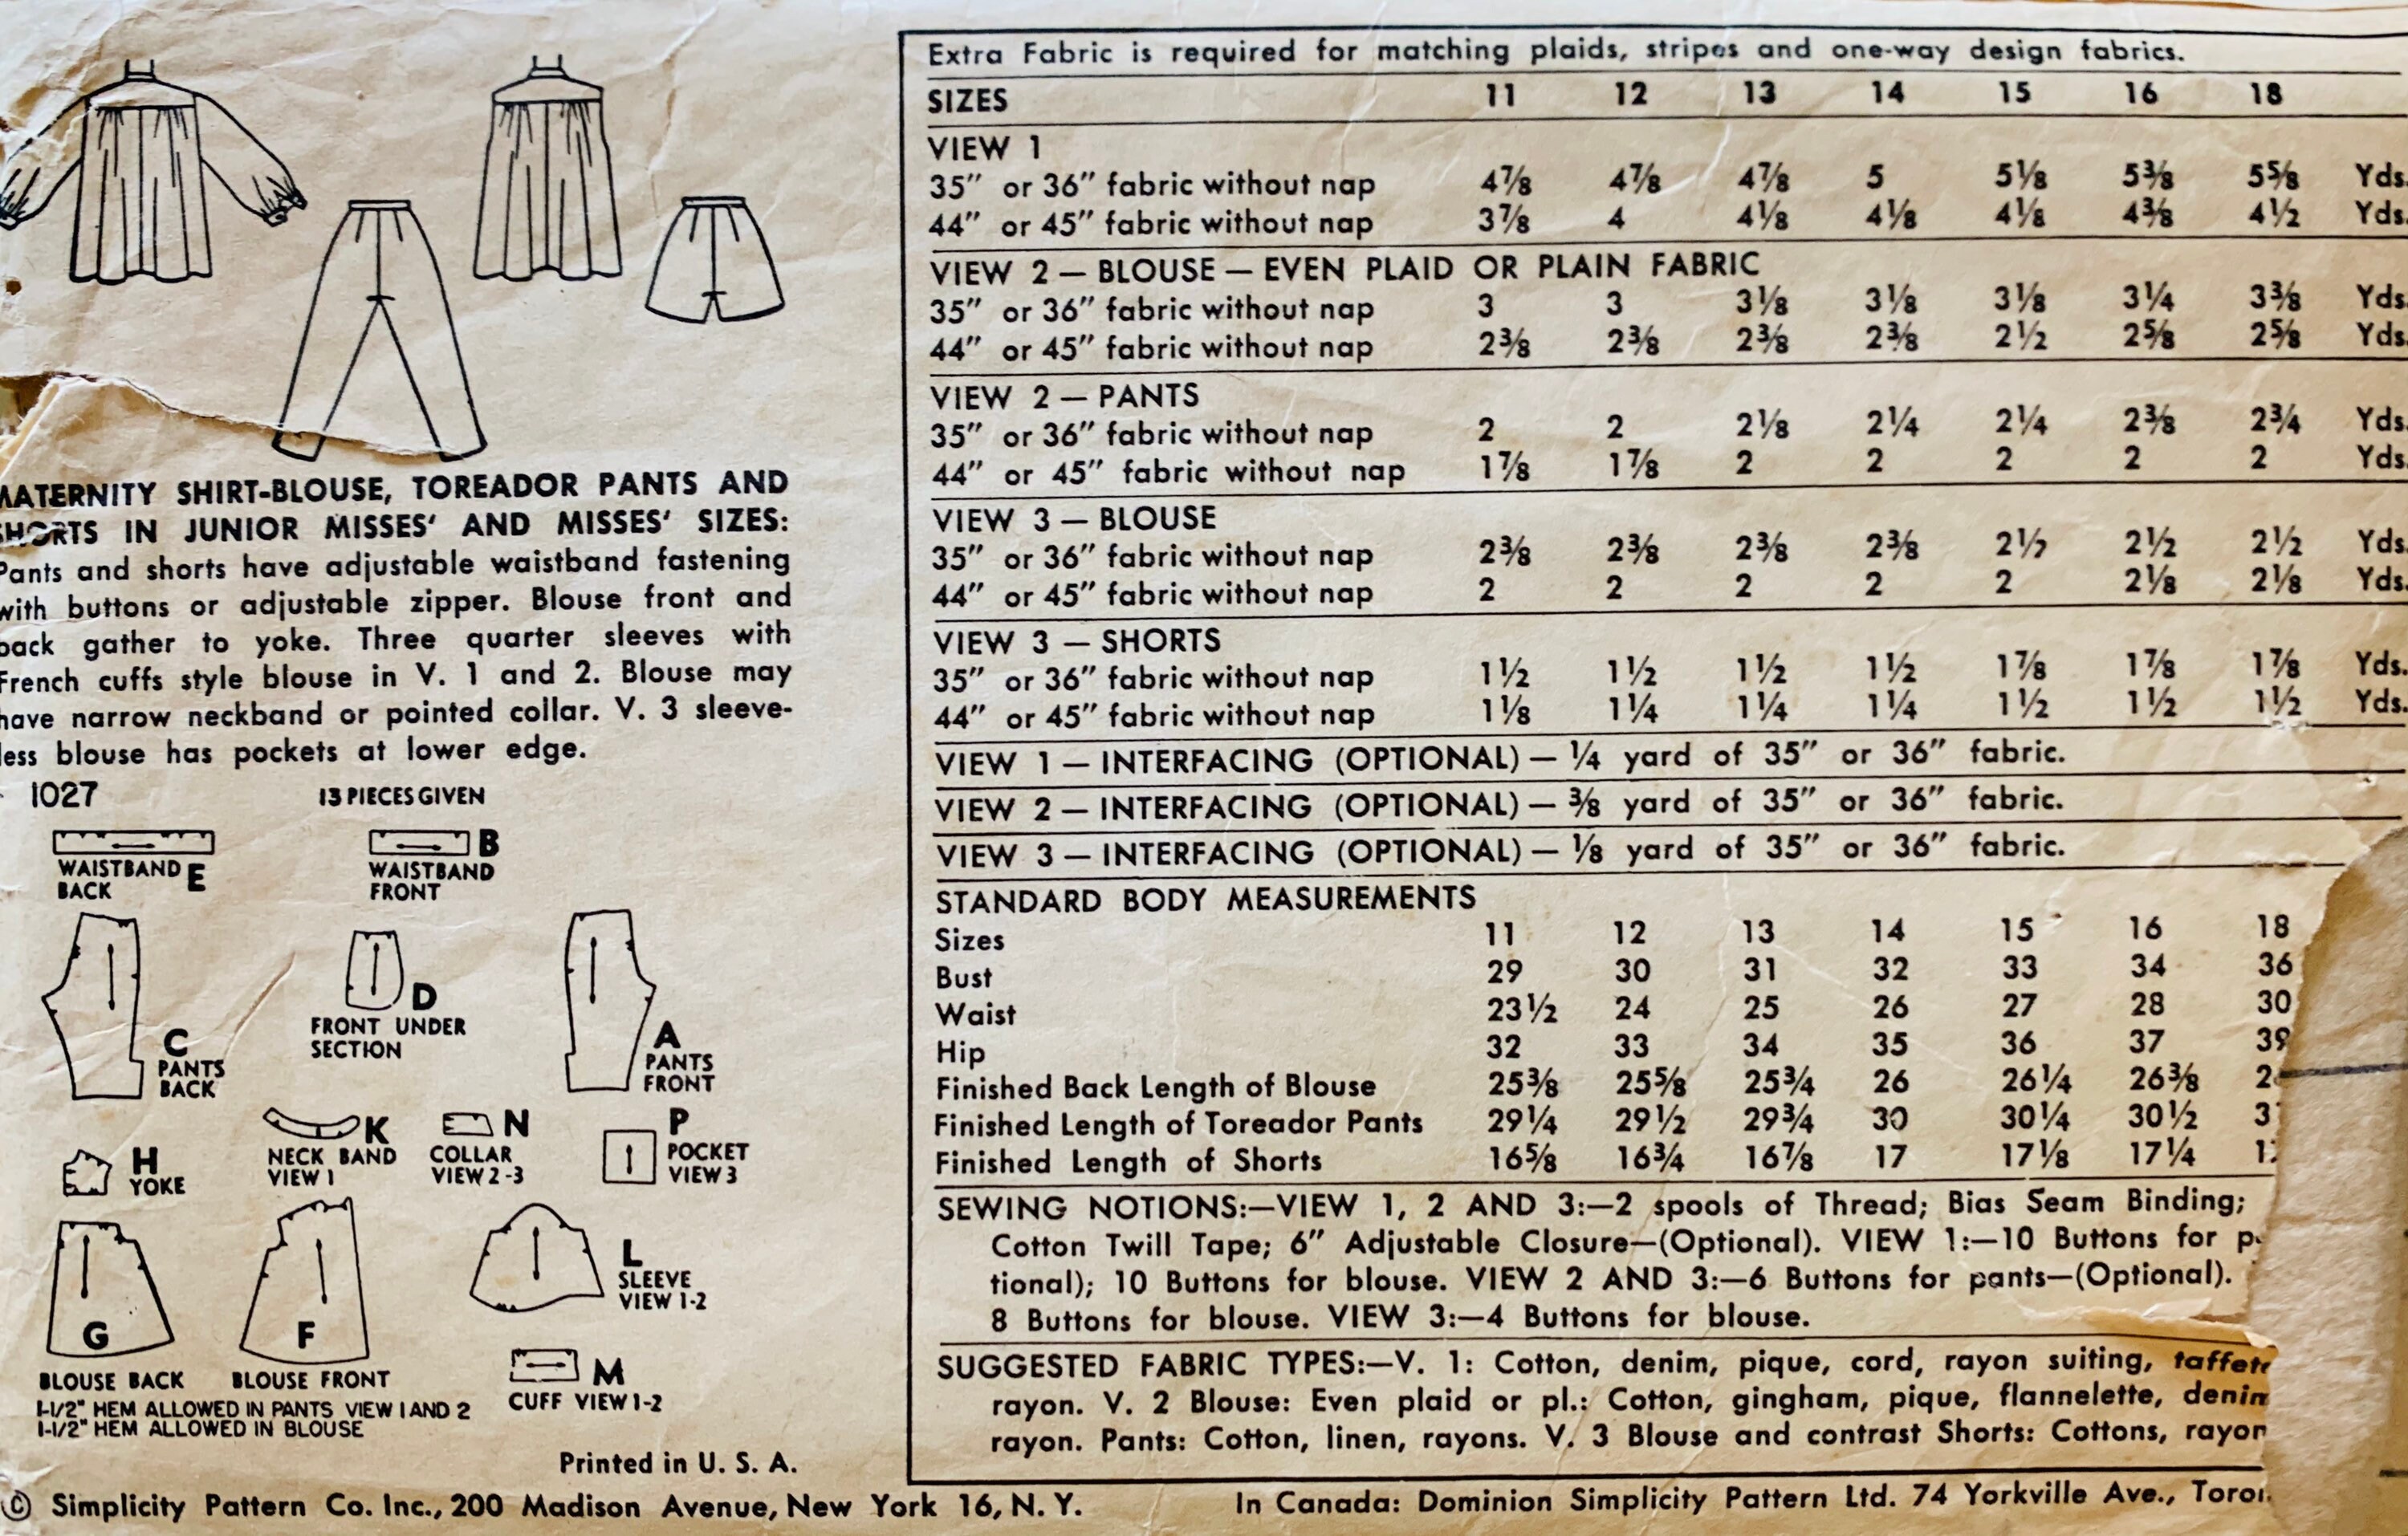 MATERNITY SHIRT-BLOUSE, TOREADOR PANTS AND
SHORTS IN JUNIOR MISSES' AND MISSES' SIZES:
Pants and shorts have adjustable waistband fastening
with buttons or adjustable zipper. Blouse front and
back gather to yoke. Three quarter sleeves with
French cuffs style blouse in V. 1 and 2. Blouse may
have narrow neckband or pointed collar. V. 3 sleeve-
less blouse has pockets at lower edge.
1027 13 PIECES GIVEN
WAISTBAND BACK E
WAISTBAND FRONT B
C PANTS BACK
D FRONT UNDER SECTION
A PANTS FRONT
H YOKE
K NECK BAND VIEW 1
N COLLAR VIEW 2-3
P POCKET VIEW 3
G BLOUSE BACK
F BLOUSE FRONT
L SLEEVE VIEW 1-2
M CUFF VIEW 1-2
1-1/2" HEM ALLOWED IN PANTS VIEW 1 AND 2
1-1/2" HEM ALLOWED IN BLOUSE
Printed in U. S. A.
Extra Fabric is required for matching plaids, stripes and one-way design fabrics.
SIZES 11 12 13 14 15 16 18
VIEW 1
35" or 36" fabric without nap 4⅞ 4⅞ 4⅞ 5 5⅛ 5⅜ 5⅝ Yds.
44" or 45" fabric without nap 3⅞ 4 4⅛ 4⅛ 4⅛ 4⅜ 4½ Yds.
VIEW 2 — BLOUSE — EVEN PLAID OR PLAIN FABRIC
35" or 36" fabric without nap 3 3 3⅛ 3⅛ 3⅛ 3¼ 3⅜ Yds.
44" or 45" fabric without nap 2⅜ 2⅜ 2⅜ 2⅜ 2½ 2⅝ 2⅝ Yds.
VIEW 2 — PANTS
35" or 36" fabric without nap 2 2 2⅛ 2¼ 2¼ 2⅜ 2¾ Yds.
44" or 45" fabric without nap 1⅞ 1⅞ 2 2 2 2 2 Yds.
VIEW 3 — BLOUSE
35" or 36" fabric without nap 2⅜ 2⅜ 2⅜ 2⅜ 2½ 2½ 2½ Yds.
44" or 45" fabric without nap 2 2 2 2 2 2⅛ 2⅛ Yds.
VIEW 3 — SHORTS
35" or 36" fabric without nap 1½ 1½ 1½ 1½ 1⅞ 1⅞ 1⅞ Yds.
44" or 45" fabric without nap 1⅛ 1¼ 1¼ 1¼ 1½ 1½ 1½ Yds.
VIEW 1 — INTERFACING (OPTIONAL) — ¼ yard of 35" or 36" fabric.
VIEW 2 — INTERFACING (OPTIONAL) — ⅜ yard of 35" or 36" fabric.
VIEW 3 — INTERFACING (OPTIONAL) — ⅛ yard of 35" or 36" fabric.
STANDARD BODY MEASUREMENTS
Sizes 11 12 13 14 15 16 18
Bust 29 30 31 32 33 34 36
Waist 23½ 24 25 26 27 28 30
Hip 32 33 34 35 36 37 39
Finished Back Length of Blouse 25⅜ 25⅝ 25¾ 26 26¼ 26⅜
Finished Length of Toreador Pants 29¼ 29½ 29¾ 30 30¼ 30½
Finished Length of Shorts 16⅝ 16¾ 16⅞ 17 17⅛ 17¼
SEWING NOTIONS:—VIEW 1, 2 AND 3:—2 spools of Thread; Bias Seam Binding;
Cotton Twill Tape; 6" Adjustable Closure—(Optional). VIEW 1:—10 Buttons for
tional); 10 Buttons for blouse. VIEW 2 AND 3:—6 Buttons for pants—(Optional).
8 Buttons for blouse. VIEW 3:—4 Buttons for blouse.
SUGGESTED FABRIC TYPES:—V. 1: Cotton, denim, pique, cord, rayon suiting,
rayon. V. 2 Blouse: Even plaid or pl.: Cotton, gingham, pique, flannelette, denim
rayon. Pants: Cotton, linen, rayons. V. 3 Blouse and contrast Shorts: Cottons, rayon
© Simplicity Pattern Co. Inc., 200 Madison Avenue, New York 16, N. Y. In Canada: Dominion Simplicity Pattern Ltd. 74 Yorkville Ave.,